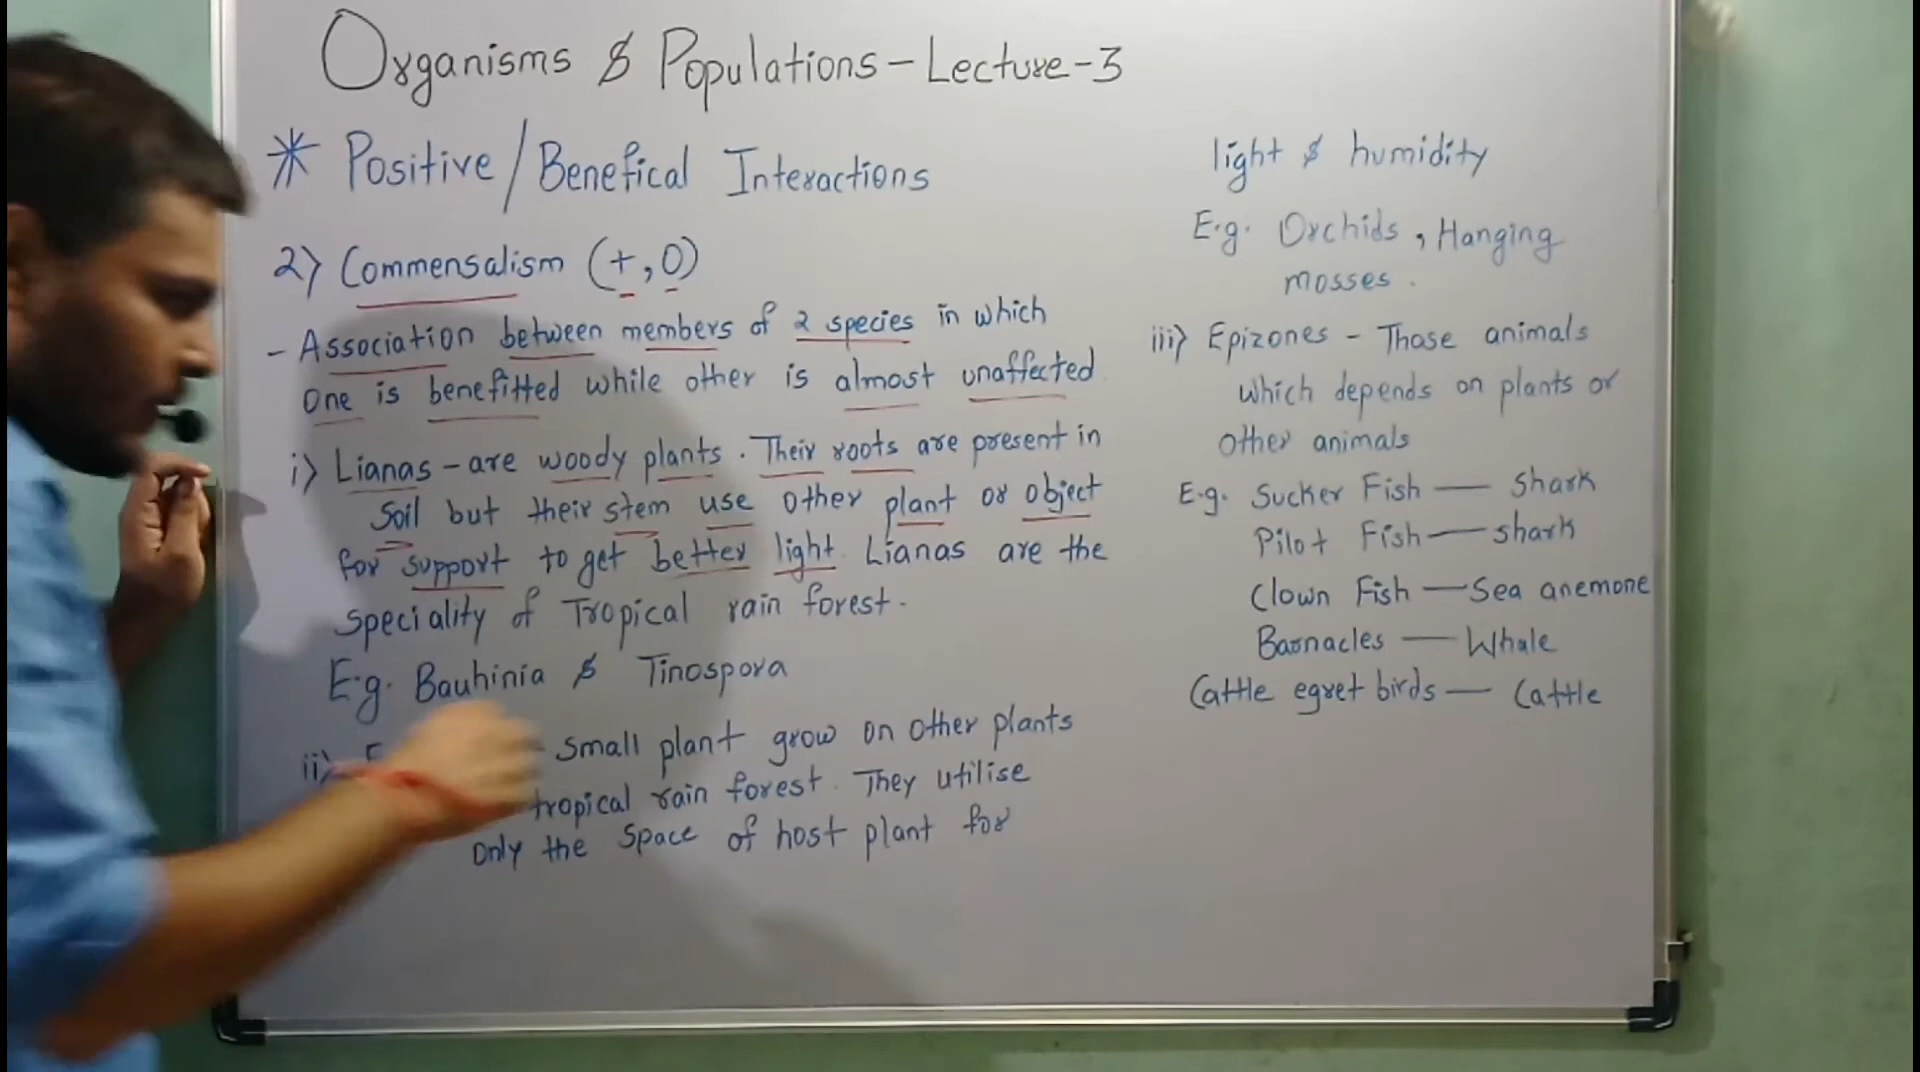 Organisms & Populations - Lecture-3
* Positive/Benefical Interactions
2) Commensalism (+,0)
- Association between members of 2 species in which
one is benefitted while other is almost unaffected
i) Lianas - are woody plants. Their roots are present in
Soil but their stem use other plant or object
for support to get better light. Lianas are the
speciality of Tropical rain forest.
E.g. Bauhinia & Tinospora
ii) small plant grow on other plants
tropical rain forest. They utilise
only the space of host plant for
light & humidity
E.g. Orchids, Hanging
mosses.
iii) Epizones - Those animals
which depends on plants or
other animals
E.g. Sucker Fish — Shark
Pilot Fish — shark
Clown Fish — Sea anemone
Barnacles — Whale
Cattle egret birds — Cattle